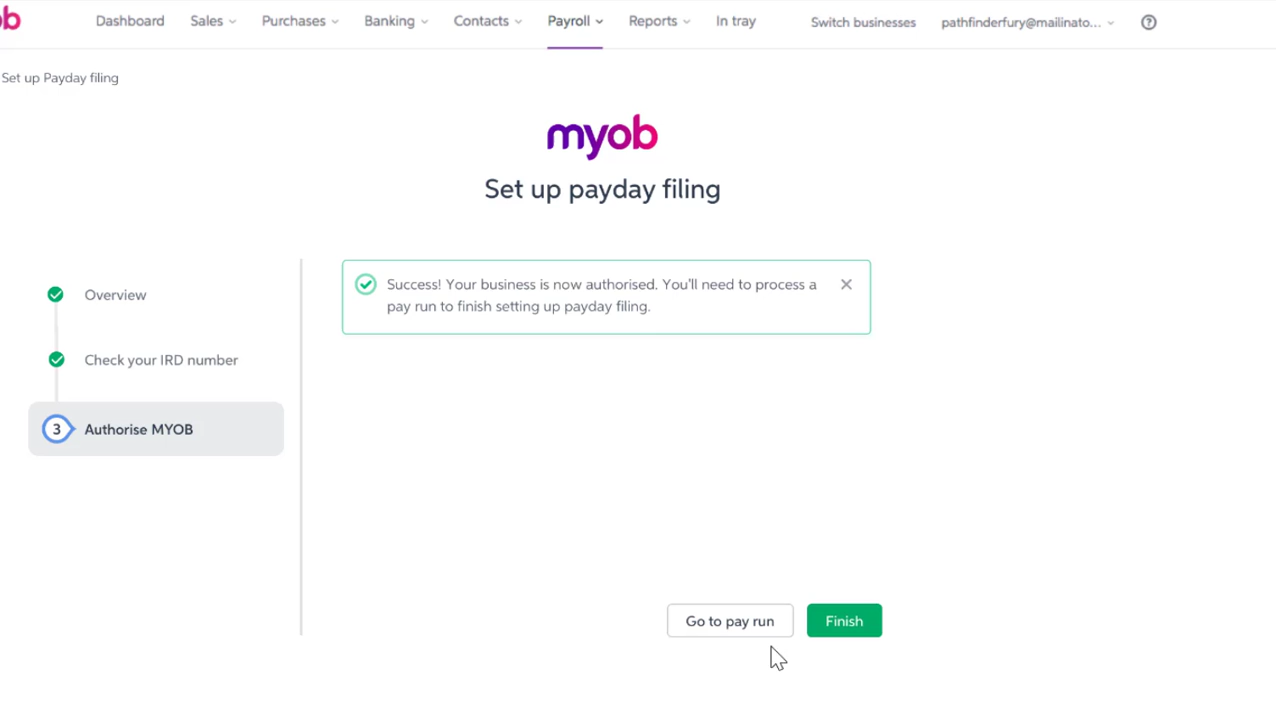 ob Dashboard Sales Purchases Banking Contacts Payroll Reports In tray Switch businesses pathfinderfury@mailinato... ?
Set up Payday filing
myob
Set up payday filing
Success! Your business is now authorised. You'll need to process a
pay run to finish setting up payday filing.
Overview
Check your IRD number
3 Authorise MYOB
Go to pay run Finish